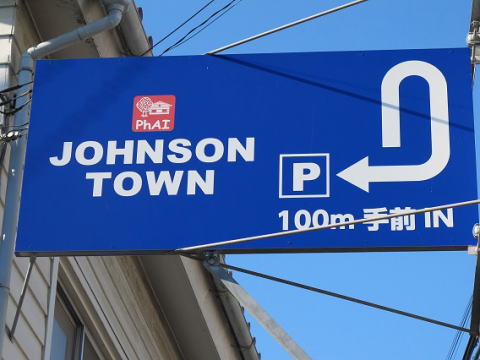 PhAI
JOHNSON
TOWN
P
100m 手前 IN